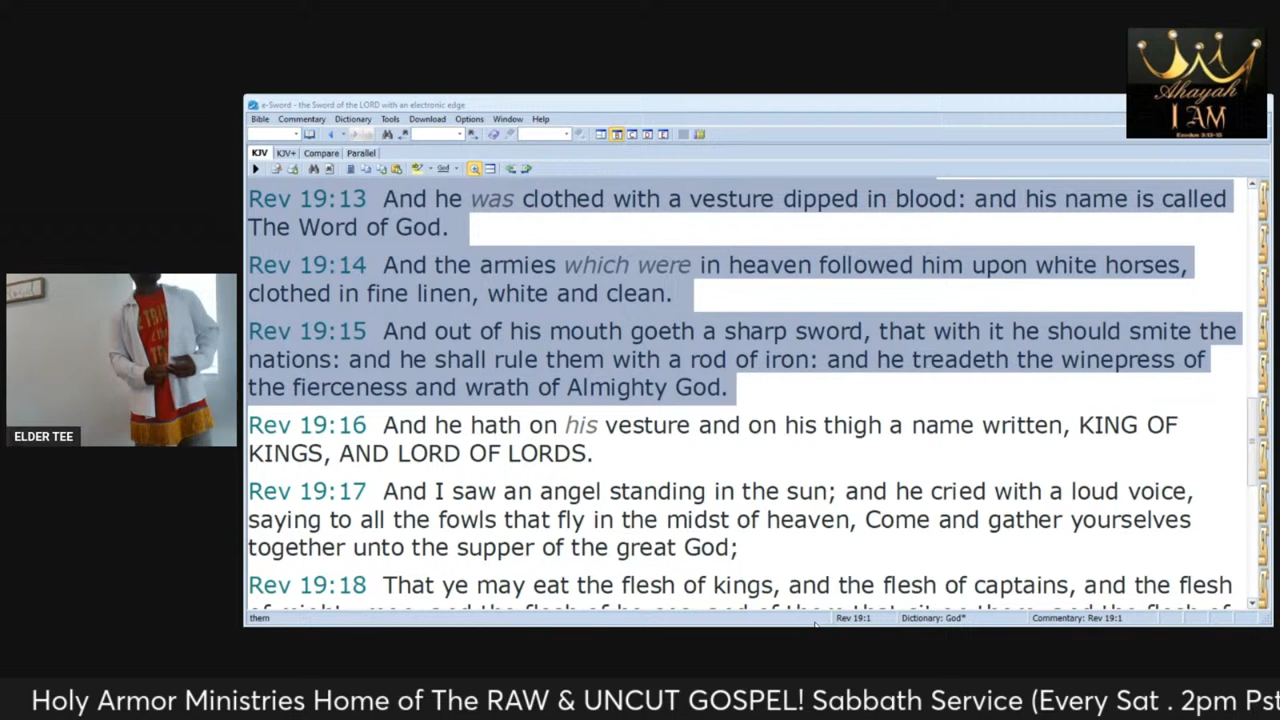 Ahayah
I AM
Exodus 3:13-15
e-Sword - the Sword of the LORD with an electronic edge
Bible Commentary Dictionary Tools Download Options Window Help
KJV KJV+ Compare Parallel
God
Rev 19:13 And he was clothed with a vesture dipped in blood: and his name is called
The Word of God.
Rev 19:14 And the armies which were in heaven followed him upon white horses,
clothed in fine linen, white and clean.
Rev 19:15 And out of his mouth goeth a sharp sword, that with it he should smite the
nations: and he shall rule them with a rod of iron: and he treadeth the winepress of
the fierceness and wrath of Almighty God.
Rev 19:16 And he hath on his vesture and on his thigh a name written, KING OF
KINGS, AND LORD OF LORDS.
Rev 19:17 And I saw an angel standing in the sun; and he cried with a loud voice,
saying to all the fowls that fly in the midst of heaven, Come and gather yourselves
together unto the supper of the great God;
Rev 19:18 That ye may eat the flesh of kings, and the flesh of captains, and the flesh
them Rev 19:1 Dictionary: God* Commentary: Rev 19:1
ELDER TEE
Holy Armor Ministries Home of The RAW & UNCUT GOSPEL! Sabbath Service (Every Sat . 2pm Pst